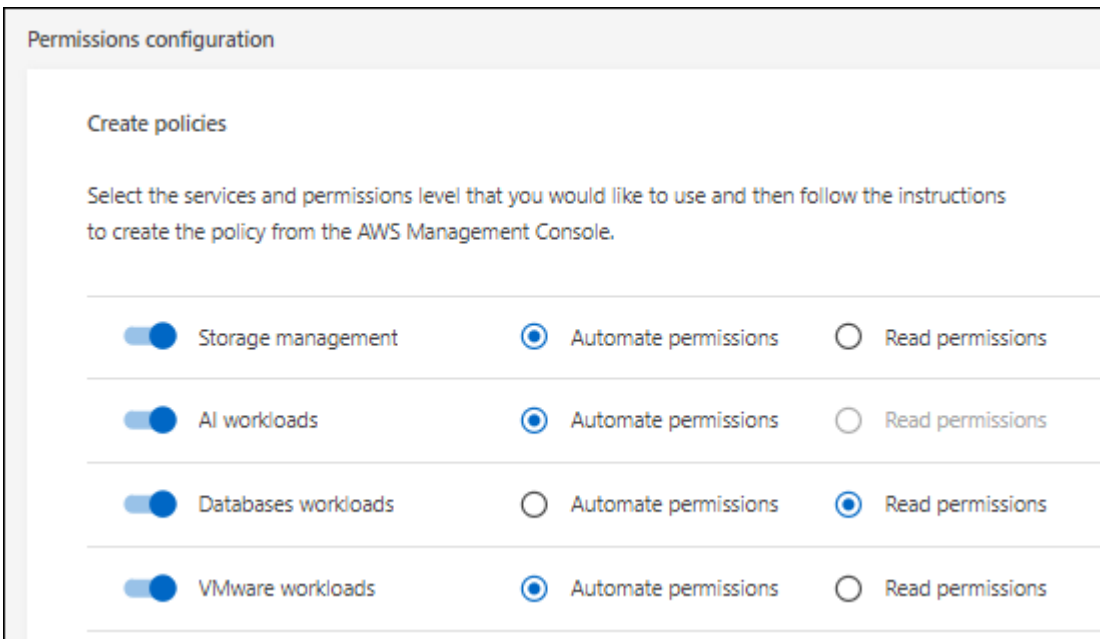 Permissions configuration
Create policies
Select the services and permissions level that you would like to use and then follow the instructions
to create the policy from the AWS Management Console.
Storage management Automate permissions Read permissions
AI workloads Automate permissions Read permissions
Databases workloads Automate permissions Read permissions
VMware workloads Automate permissions Read permissions